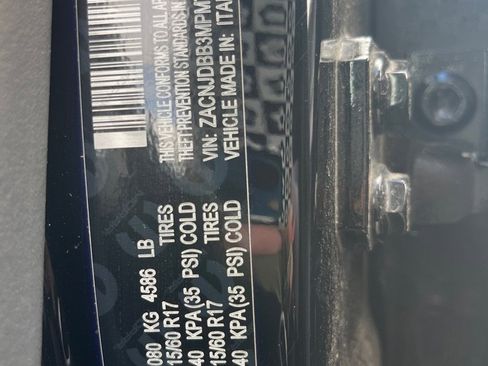 THIS VEHICLE CONFORMS TO ALL AP
THEFT PREVENTION STANDARDS IN
VIN: ZACNJDBB3MPM
VEHICLE MADE IN: ITA
080 KG 4586 LB
TIRES TIRES
15/60 R17 15/60 R17
40 KPA(35 PSI) COLD 40 KPA(35 PSI) COLD